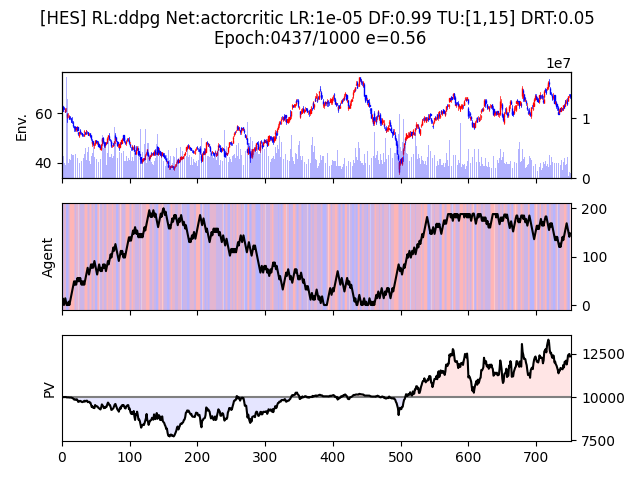 [HES] RL:ddpg Net:actorcritic LR:1e-05 DF:0.99 TU:[1,15] DRT:0.05
Epoch:0437/1000 e=0.56
1e7
Env.
60
40
1
0
Agent
200
100
0
PV
12500
10000
7500
0 100 200 300 400 500 600 700